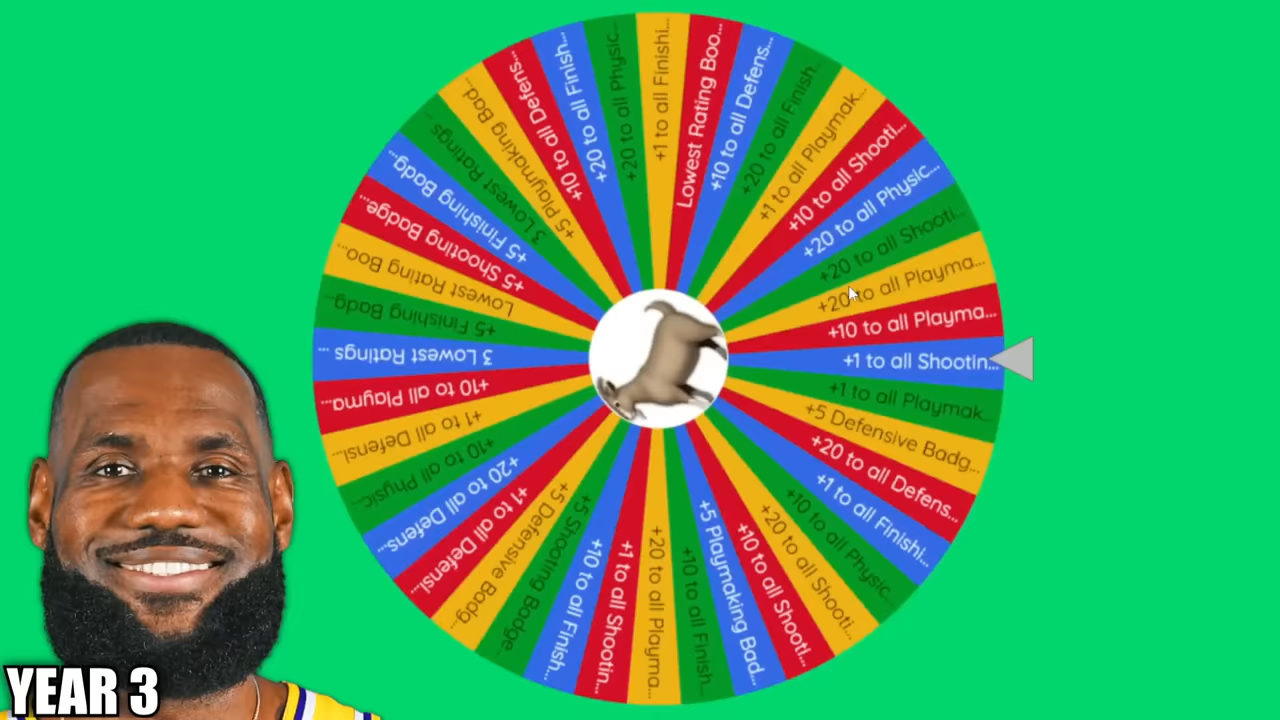 +1 to all Finishi...
Lowest Rating Boo...
+10 to all Defens...
+20 to all Finish...
+1 to all Playmak...
+10 to all Shooti...
+20 to all Physic...
+20 to all Shooti...
+20 to all Playma...
+10 to all Playma...
+1 to all Shootin...
+1 to all Playmak...
+5 Defensive Badg...
+20 to all Defens...
+1 to all Finishi...
+10 to all Physic...
+20 to all Shooti...
+10 to all Shooti...
+5 Playmaking Bad...
+10 to all Finish...
+20 to all Playma...
+1 to all Shootin...
+10 to all Finish...
+5 Shooting Badge...
+5 Defensive Badg...
+1 to all Defensi...
+20 to all Defens...
+10 to all Physic...
+1 to all Defensi...
+10 to all Playma...
3 Lowest Ratings ...
+5 Finishing Badg...
Lowest Rating Boo...
+5 Shooting Badge...
+5 Finishing Badg...
3 Lowest Ratings ...
+5 Playmaking Bad...
+10 to all Defens...
+20 to all Finish...
+20 to all Physic...
YEAR 3